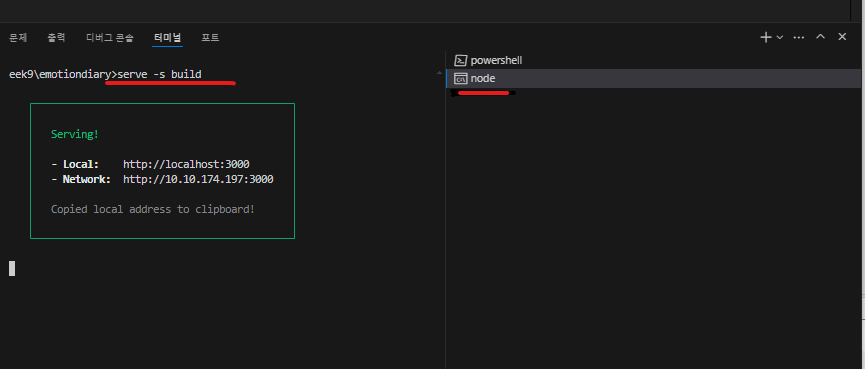 문제 출력 디버그 콘솔 터미널 포트
eek9\emotiondiary>serve -s build
Serving!
- Local: http://localhost:3000
- Network: http://10.10.174.197:3000
Copied local address to clipboard!
powershell
node